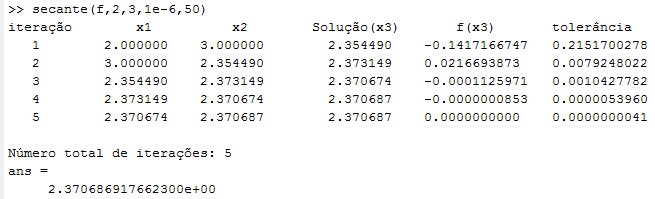 >> secante(f,2,3,1e-6,50)
iteração x1 x2 Solução(x3) f(x3) tolerância
1 2.000000 3.000000 2.354490 -0.1417166747 0.2151700278
2 3.000000 2.354490 2.373149 0.0216693873 0.0079248022
3 2.354490 2.373149 2.370674 -0.0001125971 0.0010427782
4 2.373149 2.370674 2.370687 -0.0000000853 0.0000053960
5 2.370674 2.370687 2.370687 0.0000000000 0.0000000041
Número total de iterações: 5
ans =
2.370686917662300e+00